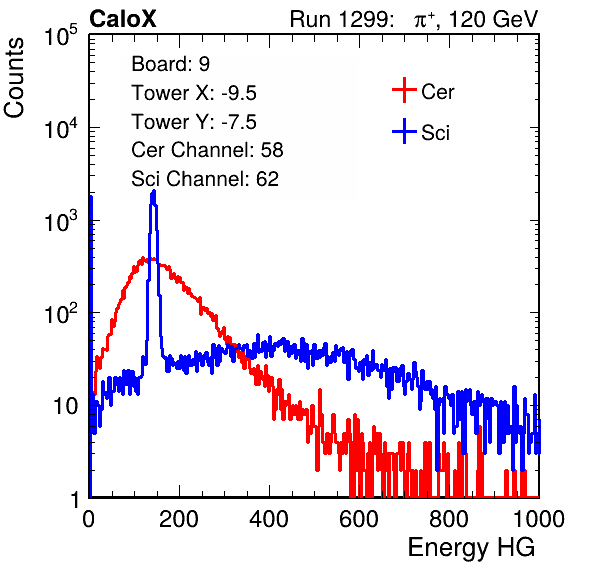 CaloX Run 1299: π⁺, 120 GeV
Counts
Board: 9
Tower X: -9.5
Tower Y: -7.5
Cer Channel: 58
Sci Channel: 62
Cer
Sci
10⁵
10⁴
10³
10²
10
1
0 200 400 600 800 1000
Energy HG